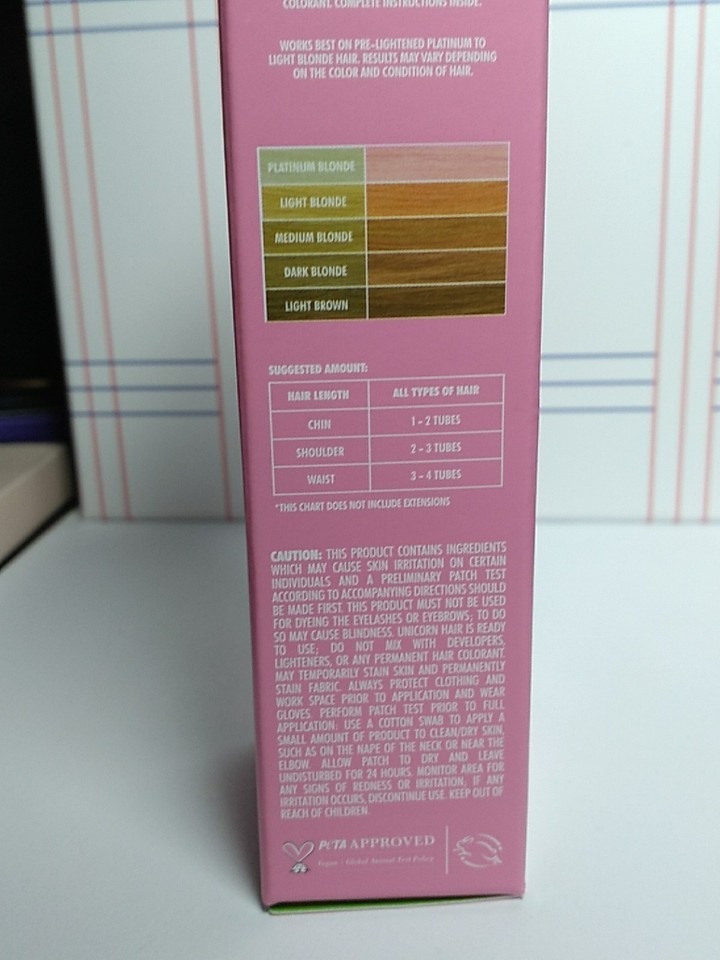 COLORANT. COMPLETE INSTRUCTIONS INSIDE.
WORKS BEST ON PRE-LIGHTENED PLATINUM TO
LIGHT BLONDE HAIR. RESULTS MAY VARY DEPENDING
ON THE COLOR AND CONDITION OF HAIR.
PLATINUM BLONDE
LIGHT BLONDE
MEDIUM BLONDE
DARK BLONDE
LIGHT BROWN
SUGGESTED AMOUNT:
HAIR LENGTH ALL TYPES OF HAIR
CHIN 1 - 2 TUBES
SHOULDER 2 - 3 TUBES
WAIST 3 - 4 TUBES
*THIS CHART DOES NOT INCLUDE EXTENSIONS
CAUTION: THIS PRODUCT CONTAINS INGREDIENTS
WHICH MAY CAUSE SKIN IRRITATION ON CERTAIN
INDIVIDUALS AND A PRELIMINARY PATCH TEST
ACCORDING TO ACCOMPANYING DIRECTIONS SHOULD
BE MADE FIRST. THIS PRODUCT MUST NOT BE USED
FOR DYEING THE EYELASHES OR EYEBROWS; TO DO
SO MAY CAUSE BLINDNESS. UNICORN HAIR IS READY
TO USE; DO NOT MIX WITH DEVELOPERS,
LIGHTENERS, OR ANY PERMANENT HAIR COLORANT.
MAY TEMPORARILY STAIN SKIN AND PERMANENTLY
STAIN FABRIC. ALWAYS PROTECT CLOTHING AND
WORK SPACE PRIOR TO APPLICATION AND WEAR
GLOVES. PERFORM PATCH TEST PRIOR TO FULL
APPLICATION: USE A COTTON SWAB TO APPLY A
SMALL AMOUNT OF PRODUCT TO CLEAN/DRY SKIN,
SUCH AS ON THE NAPE OF THE NECK OR NEAR THE
ELBOW. ALLOW PATCH TO DRY AND LEAVE
UNDISTURBED FOR 24 HOURS. MONITOR AREA FOR
ANY SIGNS OF REDNESS OR IRRITATION; IF ANY
IRRITATION OCCURS, DISCONTINUE USE. KEEP OUT OF
REACH OF CHILDREN.
PETA APPROVED
Vegan | Global Animal Test Policy